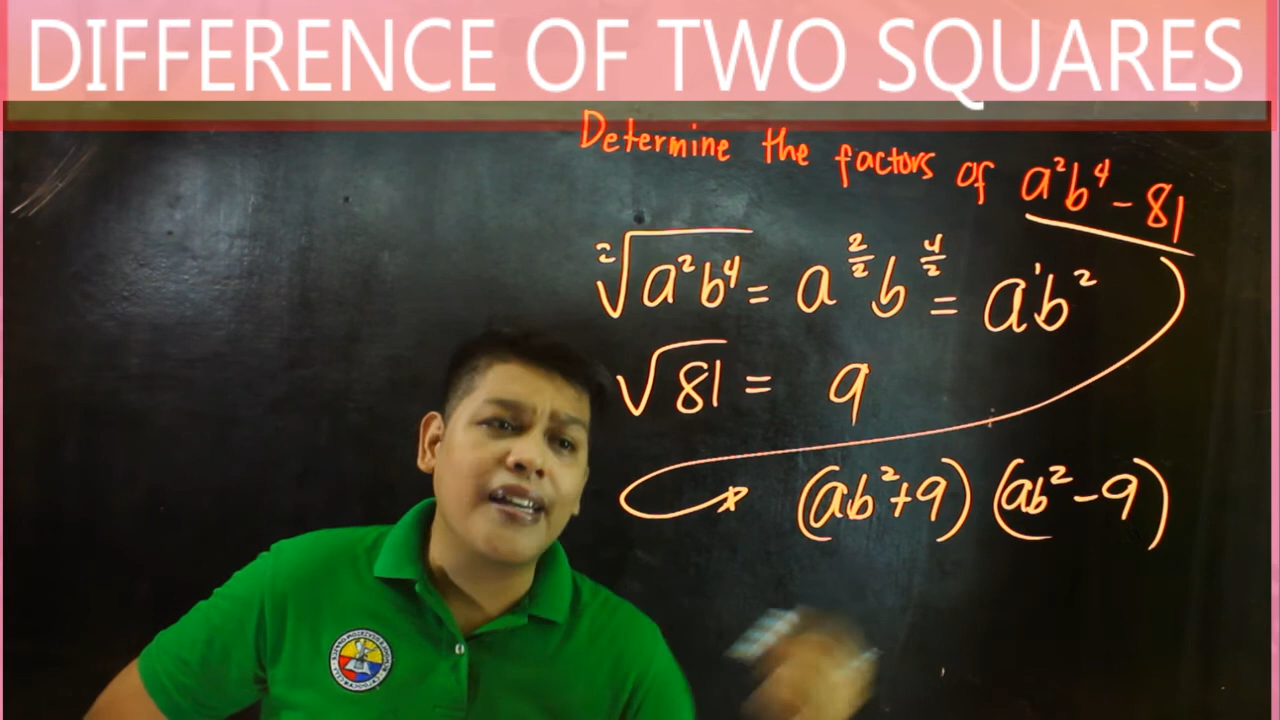 DIFFERENCE OF TWO SQUARES
Determine the factors of a²b⁴ - 81
²√a²b⁴ = a^(2/2) b^(4/2) = a¹b²
√81 = 9
(ab²+9) (ab²-9)